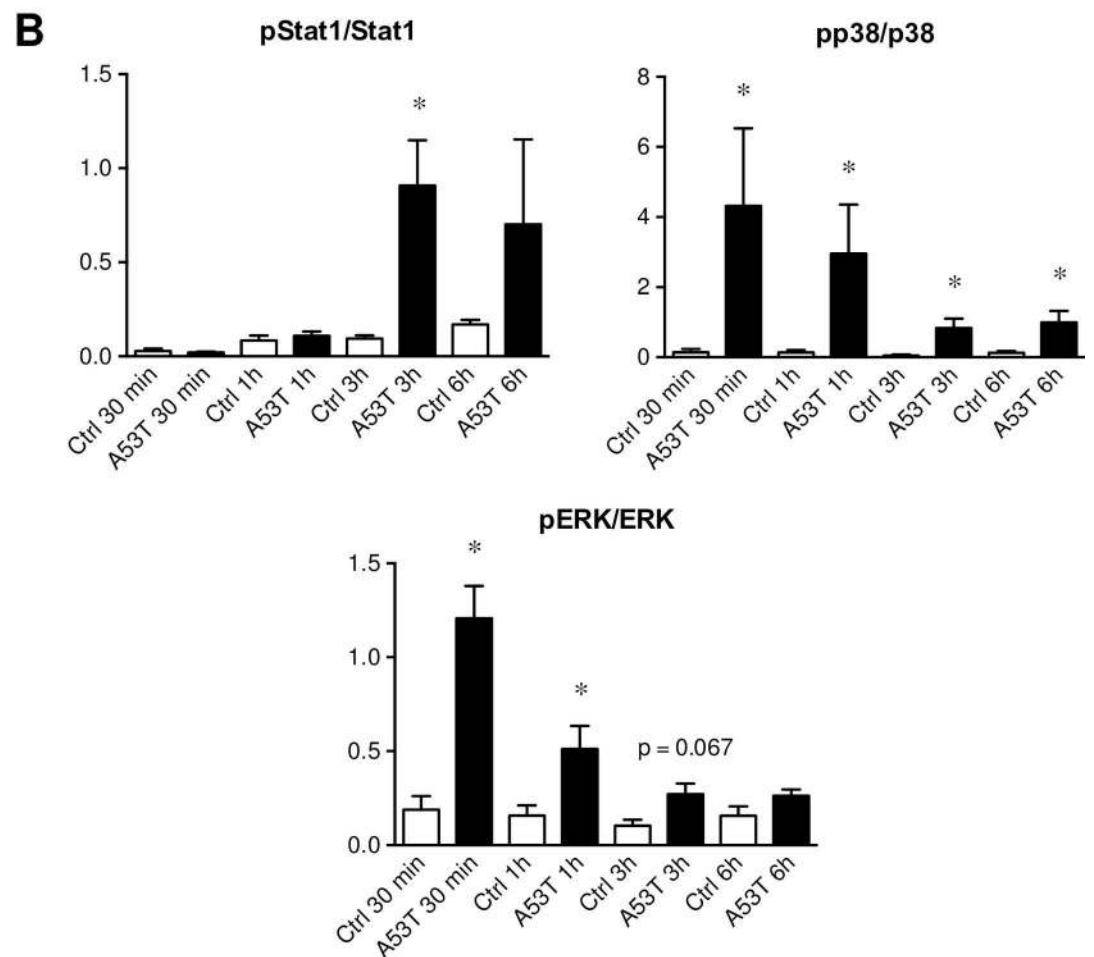 B
pStat1/Stat1
1.5
1.0
0.5
0.0
*
Ctrl 30 min
A53T 30 min
Ctrl 1h
A53T 1h
Ctrl 3h
A53T 3h
Ctrl 6h
A53T 6h
pp38/p38
8
6
4
2
0
*
*
*
*
Ctrl 30 min
A53T 30 min
Ctrl 1h
A53T 1h
Ctrl 3h
A53T 3h
Ctrl 6h
A53T 6h
pERK/ERK
1.5
1.0
0.5
0.0
*
*
p = 0.067
Ctrl 30 min
A53T 30 min
Ctrl 1h
A53T 1h
Ctrl 3h
A53T 3h
Ctrl 6h
A53T 6h